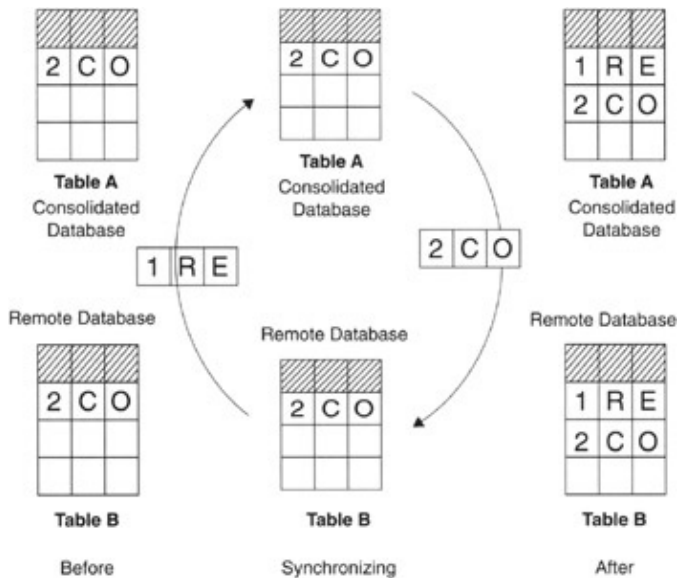 2 C O
Table A
Consolidated
Database
2 C O
Table A
Consolidated
Database
1 R E
2 C O
Table A
Consolidated
Database
1 R E
2 C O
Remote Database
2 C O
Table B
Remote Database
2 C O
Table B
Remote Database
1 R E
2 C O
Table B
Before
Synchronizing
After